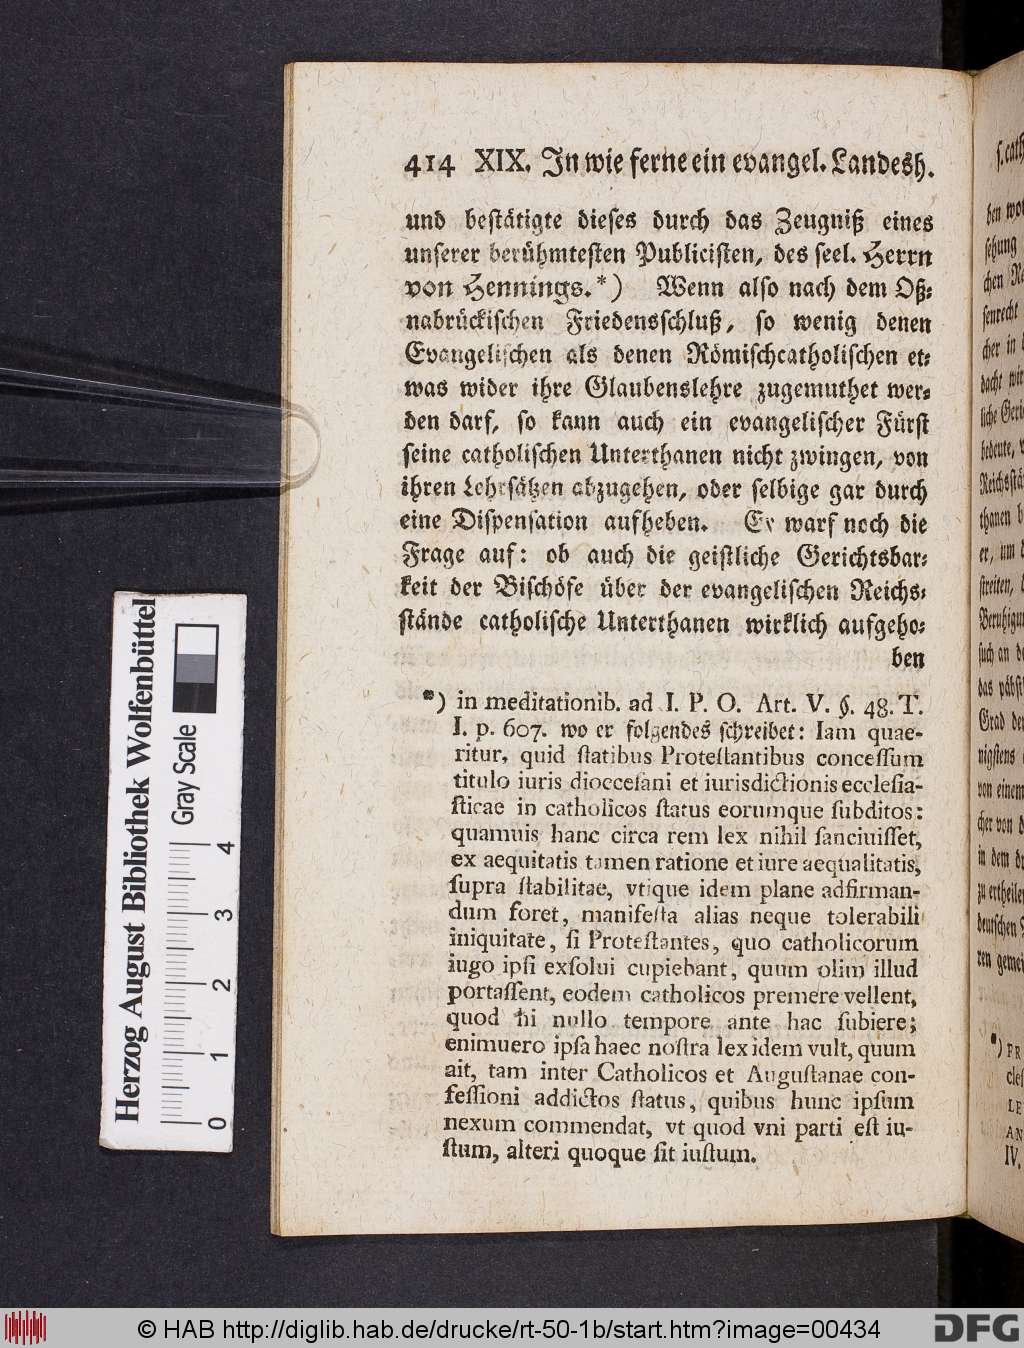 414 XIX. In wie ferne ein evangel. Landesh.
und bestätigte dieses durch das Zeugniß eines
unserer berühmtesten Publicisten, des seel. Herrn
von Hennings.*) Wenn also nach dem Oß⸗
nabrückischen Friedensschluß, so wenig denen
Evangelischen als denen Römischcatholischen et⸗
was wider ihre Glaubenslehre zugemuthet wer⸗
den darf, so kann auch ein evangelischer Fürst
seine catholischen Unterthanen nicht zwingen, von
ihren Lehrsätzen abzugehen, oder selbige gar durch
eine Dispensation aufheben. Er warf noch die
Frage auf: ob auch die geistliche Gerichtsbar⸗
keit der Bischöfe über der evangelischen Reichs⸗
stände catholische Unterthanen wirklich aufgeho⸗
ben
*) in meditationib. ad I. P. O. Art. V. §. 48. T.
I. p. 607. wo er folgendes schreibet: Iam quae-
ritur, quid ſtatibus Proteſtantibus conceſſum
titulo iuris dioeceſani et iurisdictionis eccleſia-
ſticae in catholicos ſtatus eorumque ſubditos:
quamuis hanc circa rem lex nihil ſanciuiſſet,
ex aequitatis tamen ratione et iure aequalitatis,
ſupra ſtabilitae, vtique idem plane adfirman-
dum foret, manifeſta alias neque tolerabili
iniquitate, ſi Proteſtantes, quo catholicorum
iugo ipſi exſolui cupiebant, quum olim illud
portaſſent, eodem catholicos premere vellent,
quod hi nullo tempore ante hac ſubiere;
enimuero ipſa haec noſtra lex idem vult, quum
ait, tam inter Catholicos et Auguſtanae con-
feſſioni addictos ſtatus, quibus hunc ipſum
nexum commendat, vt quod vni parti eſt iu-
ſtum, alteri quoque ſit iuſtum.
Herzog August Bibliothek Wolfenbüttel
Gray Scale
0 1 2 3 4
© HAB http://diglib.hab.de/drucke/rt-50-1b/start.htm?image=00434
DFG